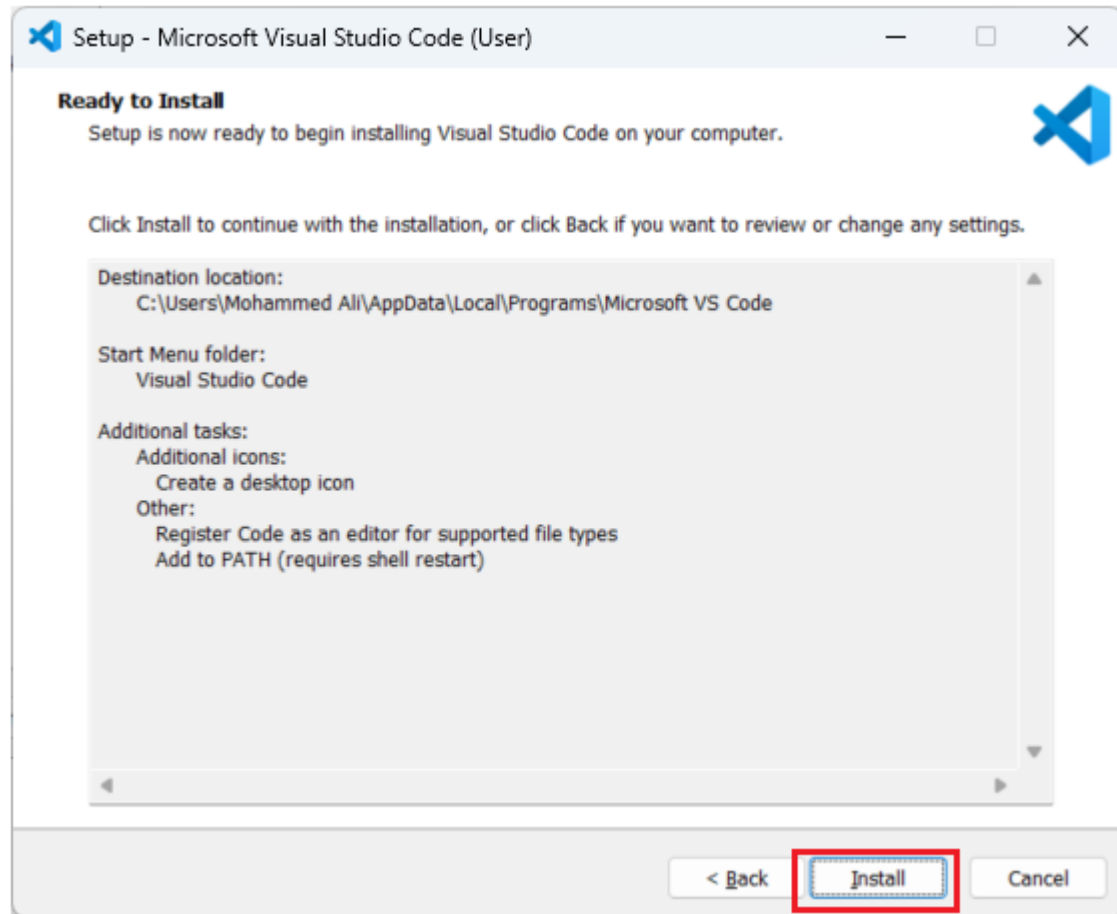 Setup - Microsoft Visual Studio Code (User)
Ready to Install
Setup is now ready to begin installing Visual Studio Code on your computer.
Click Install to continue with the installation, or click Back if you want to review or change any settings.
Destination location:
C:\Users\Mohammed Ali\AppData\Local\Programs\Microsoft VS Code
Start Menu folder:
Visual Studio Code
Additional tasks:
Additional icons:
Create a desktop icon
Other:
Register Code as an editor for supported file types
Add to PATH (requires shell restart)
< Back Install Cancel